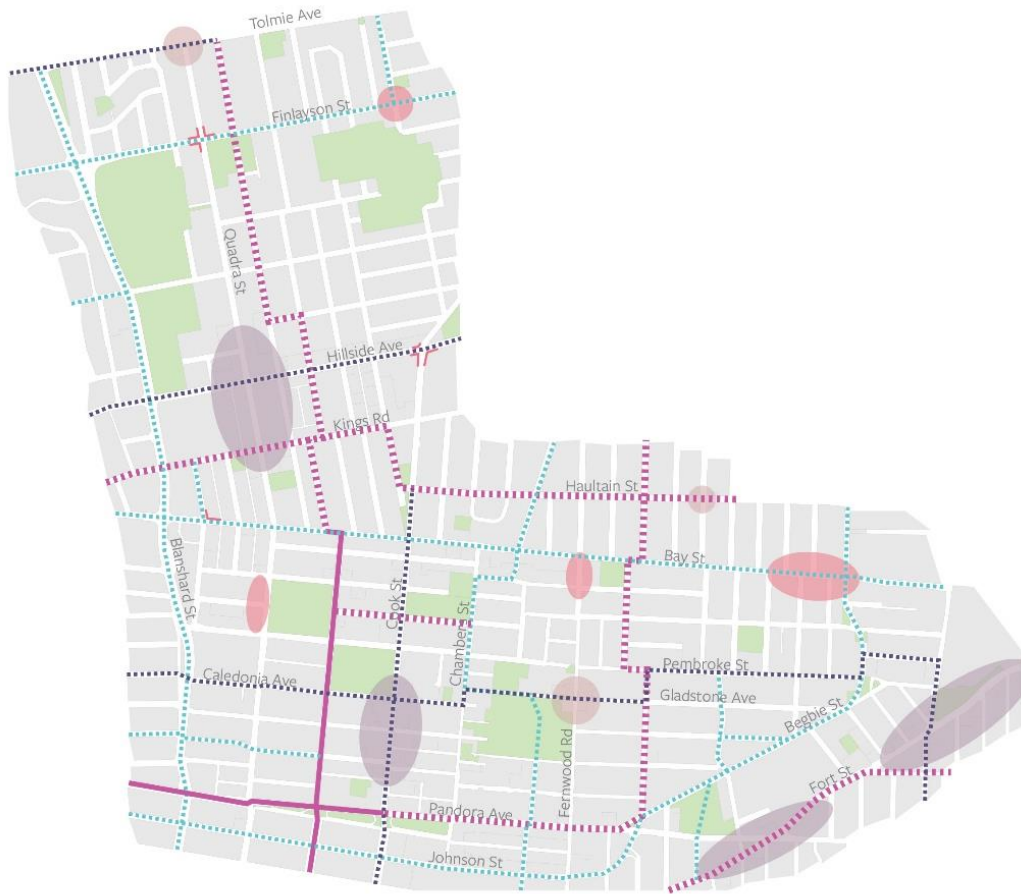 Tolmie Ave
Finlayson St
Quadra St
Hillside Ave
Kings Rd
Haultain St
Bay St
Blanshard St
Cook St
Chambers St
Pembroke St
Caledonia Ave
Gladstone Ave
Begbie St
Fernwood Rd
Fort St
Pandora Ave
Johnson St